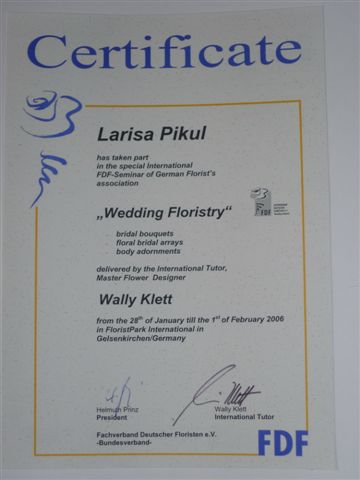 Certificate
Larisa Pikul
has taken part
in the special International
FDF-Seminar of German Florist's
association
„Wedding Floristry“
- bridal bouquets
- floral bridal arrays
- body adornments
FDF
delivered by the International Tutor,
Master Flower Designer
Wally Klett
from the 28th of January till the 1st of February 2006
in FloristPark International in
Gelsenkirchen/Germany
Helmuth Prinz
President
Wally Klett
International Tutor
Fachverband Deutscher Floristen e.V.
-Bundesverband-
FDF